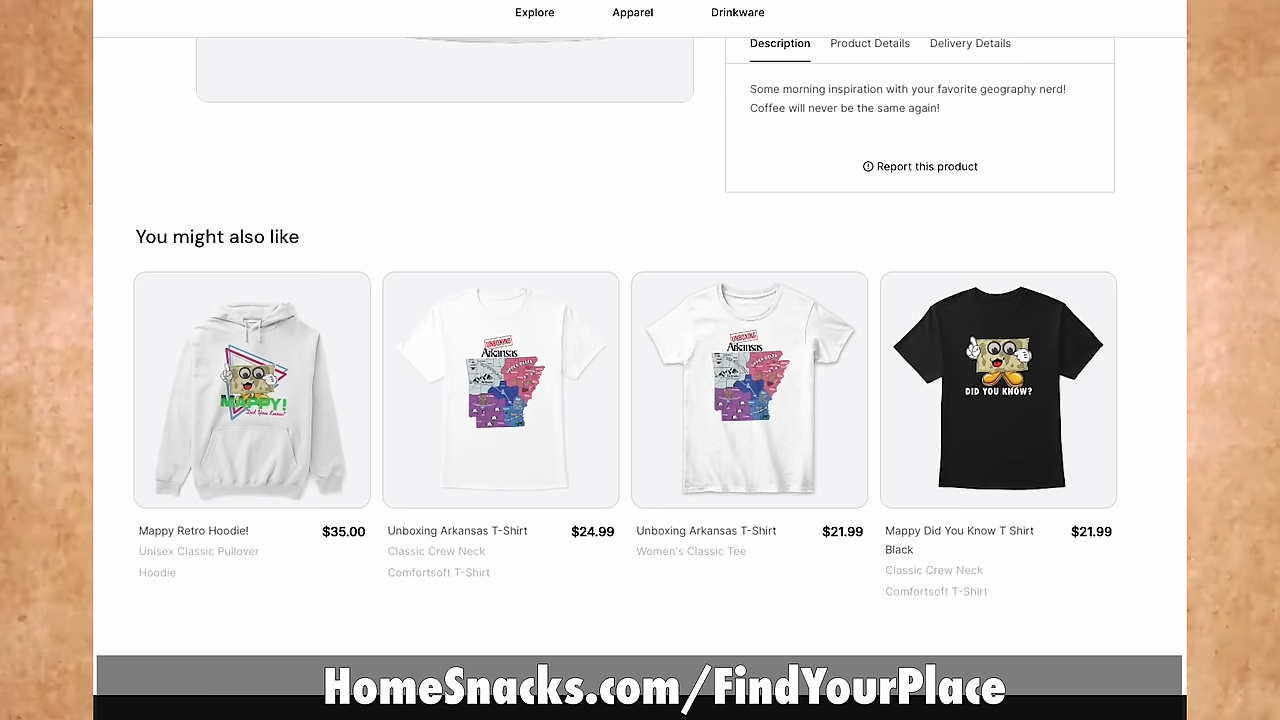 Explore Apparel Drinkware
Description Product Details Delivery Details
Some morning inspiration with your favorite geography nerd!
Coffee will never be the same again!
Report this product
You might also like
MAPPY!
Did You Know?
UNBOXING
Arkansas
UNBOXING
Arkansas
DID YOU KNOW?
Mappy Retro Hoodie! $35.00
Unisex Classic Pullover
Hoodie
Unboxing Arkansas T-Shirt $24.99
Classic Crew Neck
Comfortsoft T-Shirt
Unboxing Arkansas T-Shirt $21.99
Women's Classic Tee
Mappy Did You Know T Shirt $21.99
Black
Classic Crew Neck
Comfortsoft T-Shirt
HomeSnacks.com/FindYourPlace